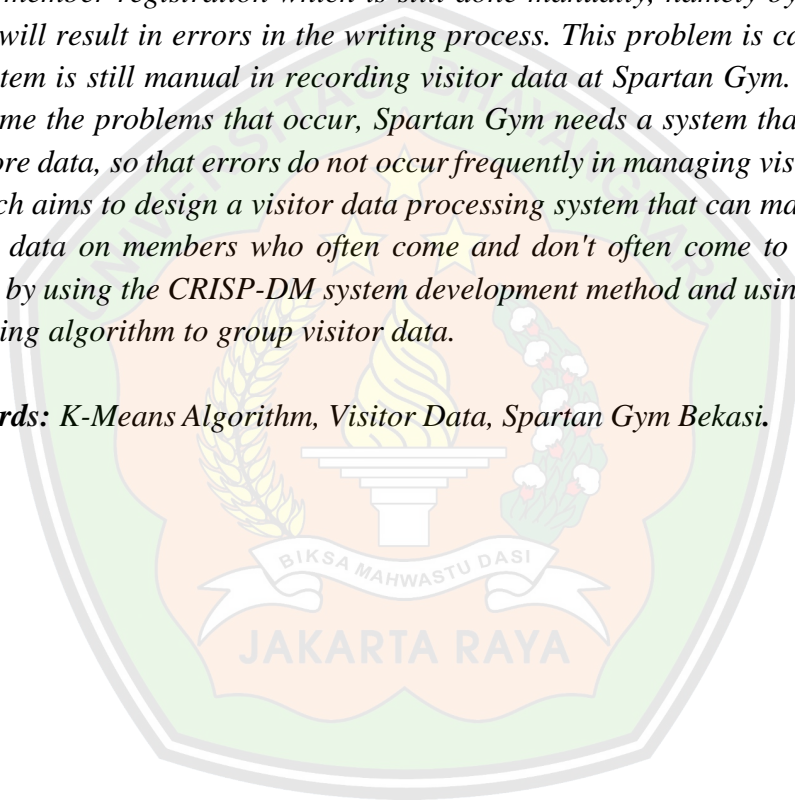 member registration which is still done manually, namely by
will result in errors in the writing process. This problem is ca
tem is still manual in recording visitor data at Spartan Gym.
me the problems that occur, Spartan Gym needs a system tha
ore data, so that errors do not occur frequently in managing vis
ch aims to design a visitor data processing system that can ma
data on members who often come and don't often come to
by using the CRISP-DM system development method and usin
ing algorithm to group visitor data.
rds: K-Means Algorithm, Visitor Data, Spartan Gym Bekasi.
UNIVERSITAS BHAYANGKARA
BIKSA MAHWASTU DASI
JAKARTA RAYA